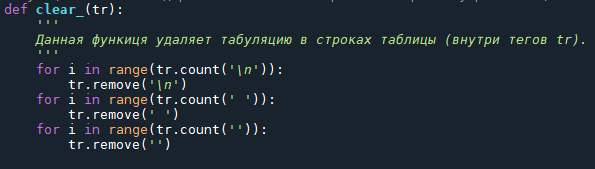 def clear_(tr):
    '''
    Данная функиця удаляет табуляцию в строках таблицы (внутри тегов tr).
    '''
    for i in range(tr.count('\n')):
        tr.remove('\n')
    for i in range(tr.count(' ')):
        tr.remove(' ')
    for i in range(tr.count('')):
        tr.remove('')